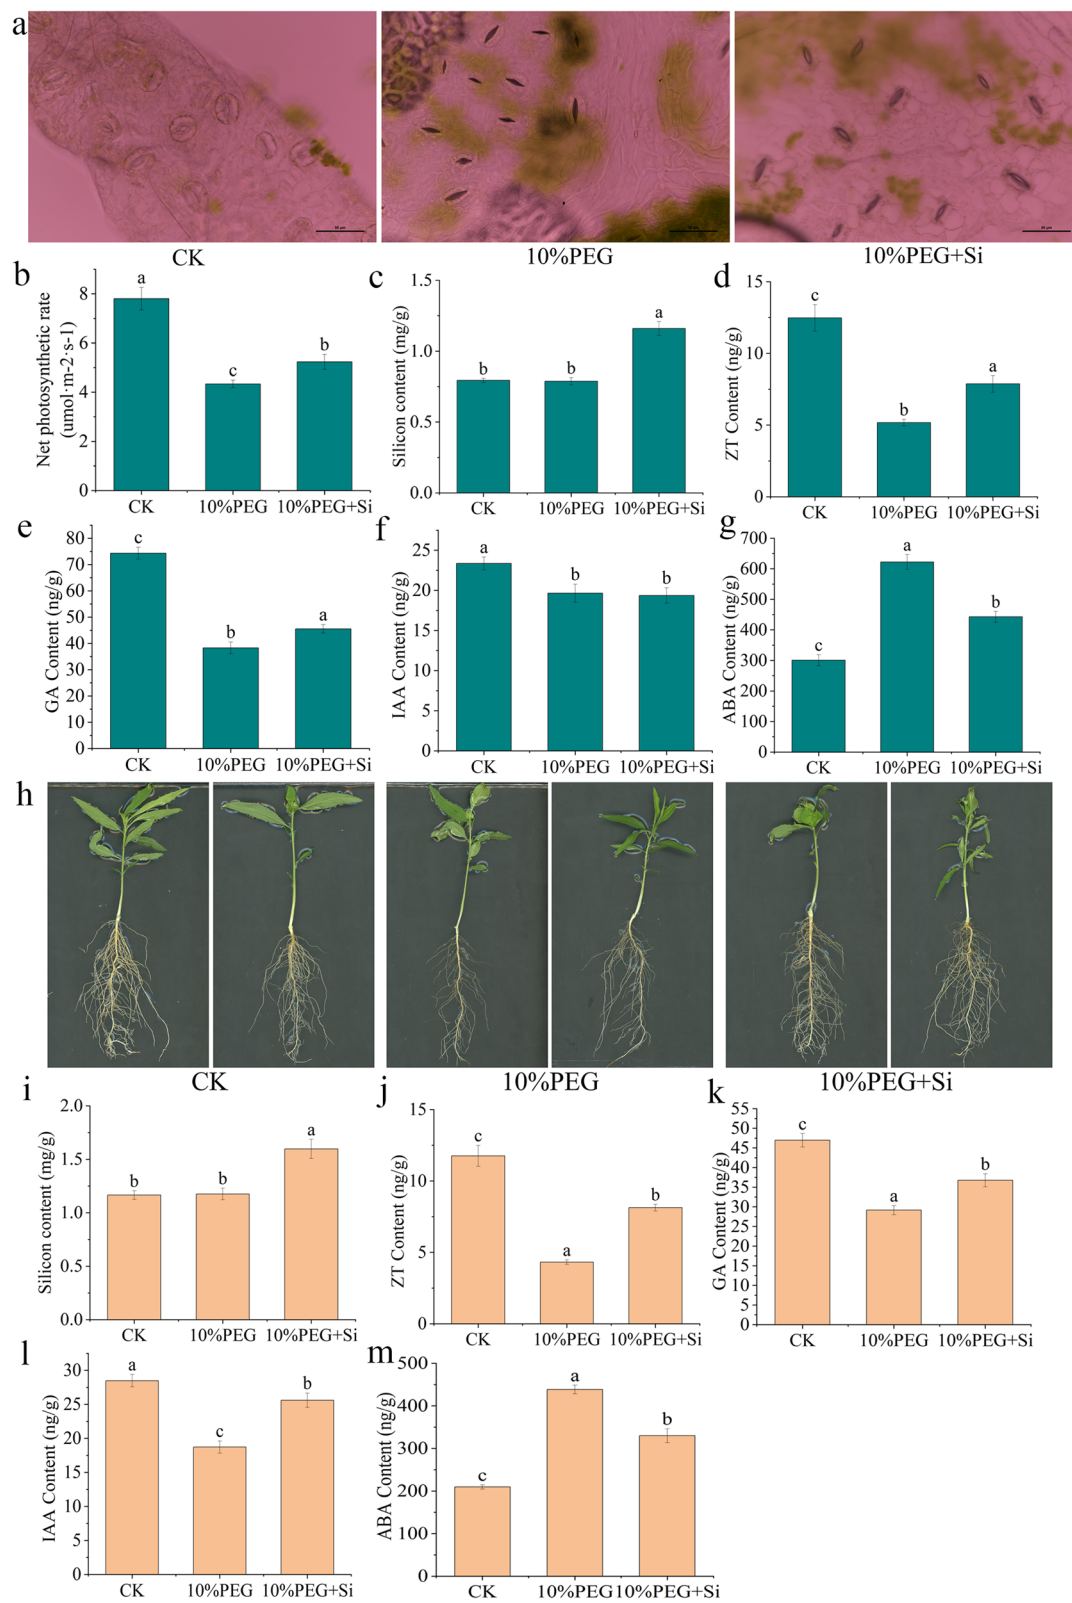 a
CK
10%PEG
10%PEG+Si
b
Net photosynthetic rate
(umol·m-2·s-1)
8
6
4
2
0
a
c
b
CK
10%PEG
10%PEG+Si
c
Silicon content (mg/g)
1.5
1.0
0.5
0.0
b
b
a
CK
10%PEG
10%PEG+Si
d
ZT Content (ng/g)
15
10
5
0
c
b
a
CK
10%PEG
10%PEG+Si
e
GA Content (ng/g)
80
70
60
50
40
30
20
10
0
c
b
a
CK
10%PEG
10%PEG+Si
f
IAA Content (ng/g)
25
20
15
10
5
0
a
b
b
CK
10%PEG
10%PEG+Si
g
ABA Content (ng/g)
700
600
500
400
300
200
100
0
c
a
b
CK
10%PEG
10%PEG+Si
h
CK
10%PEG
10%PEG+Si
i
Silicon content (mg/g)
2.0
1.5
1.0
0.5
0.0
b
b
a
CK
10%PEG
10%PEG+Si
j
ZT Content (ng/g)
15
10
5
0
c
a
b
CK
10%PEG
10%PEG+Si
k
GA Content (ng/g)
55
50
45
40
35
30
25
20
15
10
5
0
c
a
b
CK
10%PEG
10%PEG+Si
l
IAA Content (ng/g)
30
25
20
15
10
5
0
a
c
b
CK
10%PEG
10%PEG+Si
m
ABA Content (ng/g)
500
400
300
200
100
0
c
a
b
CK
10%PEG
10%PEG+Si